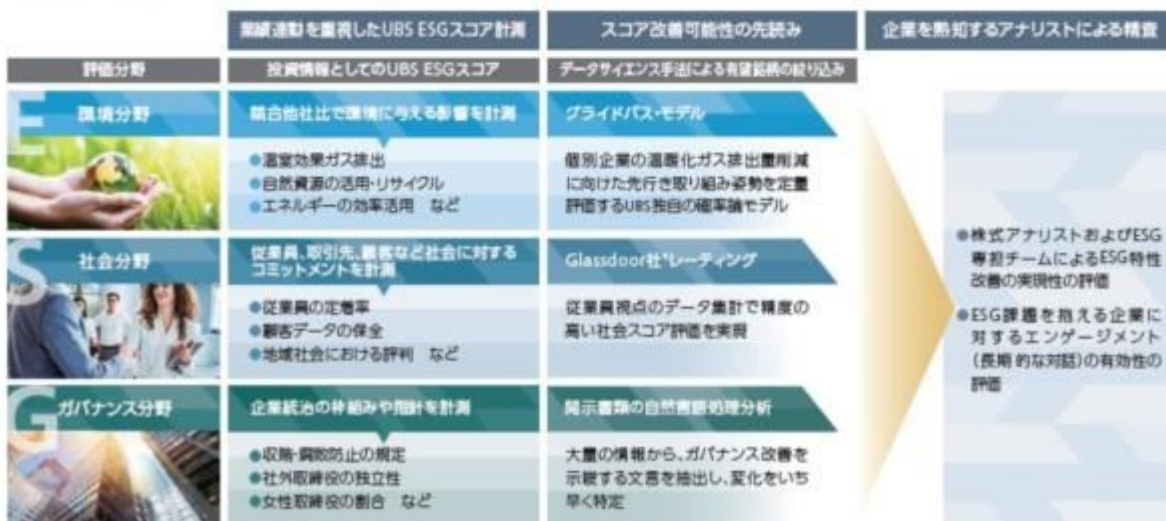 業績連動を重視したUBS ESGスコア計測
スコア改善可能性の先読み
企業を熟知するアナリストによる精査
評価分野
投資情報としてのUBS ESGスコア
データサイエンス手法による有望銘柄の絞り込み
E
環境分野
競合他社比で環境に与える影響を計測
●温室効果ガス排出
●自然資源の活用・リサイクル
●エネルギーの効率活用 など
グライドパス・モデル
個別企業の温暖化ガス排出量削減
に向けた先行き取り組み姿勢を定量
評価するUBS独自の確率論モデル
S
社会分野
従業員、取引先、顧客など社会に対する
コミットメントを計測
●従業員の定着率
●顧客データの保全
●地域社会における評判 など
Glassdoor社*レーティング
従業員視点のデータ集計で精度の
高い社会スコア評価を実現
G
ガバナンス分野
企業統治の枠組みや指針を計測
●収賄・腐敗防止の規定
●社外取締役の独立性
●女性取締役の割合 など
開示書類の自然言語処理分析
大量の情報から、ガバナンス改善を
示唆する文言を抽出し、変化をいち
早く特定
●株式アナリストおよびESG
専担チームによるESG特性
改善の実現性の評価
●ESG課題を抱える企業に
対するエンゲージメント
(長期的な対話)の有効性の
評価